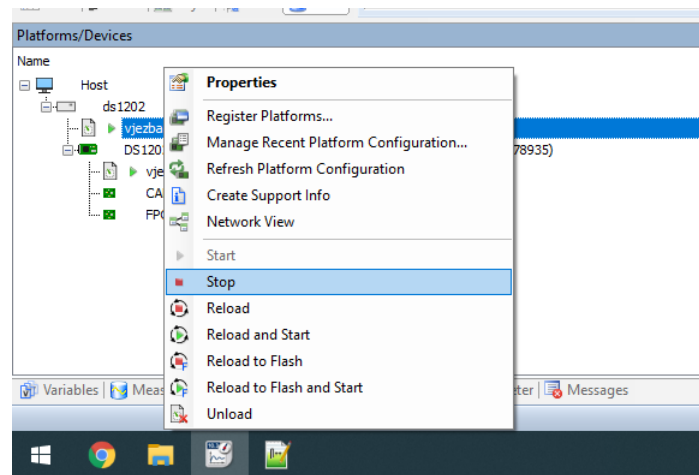 Platforms/Devices
Name
Host
ds1202
vjezba
DS120
78935)
vje
CA
FPG
Properties
Register Platforms...
Manage Recent Platform Configuration...
Refresh Platform Configuration
Create Support Info
Network View
Start
Stop
Reload
Reload and Start
Reload to Flash
Reload to Flash and Start
Unload
Variables
Meas
ter
Messages